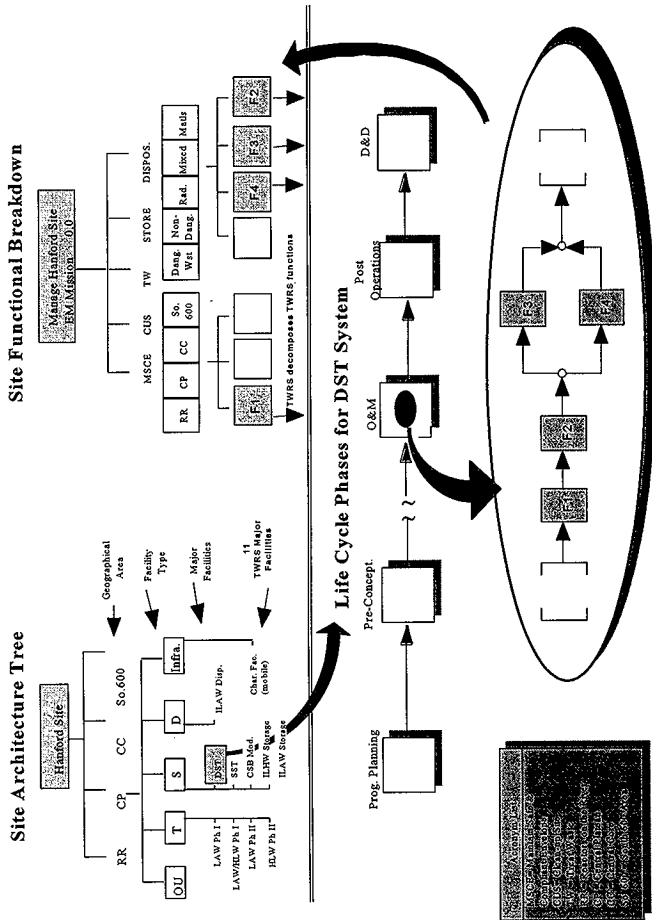 Site Architecture Tree
Hanford Site
RR CP CC So.600
Geographical Area
OU T S D Infra.
Facility Type
Major Facilities
LAW Ph I
LAW/HLW Ph I
LAW Ph II
HLW Ph II
DST
SST
CSB Mod.
ILHW Storage
ILAW Storage
ILAW Disp.
Char. Fac. (mobile)
11 TWRS Major Facilities
Site Functional Breakdown
Manage Hanford Site
EM Mission 0.0
MSCE CUS TW STORE DISPOS.
RR CP CC So. 600
Dang. Wst Non-Dang. Rad. Mixed Matls
F1 F4 F3 F2
TWRS decomposes TWRS functions
Life Cycle Phases for DST System
Prog. Planning
Pre-Concept.
O&M
Post Operations
D&D
F1 F2 F3 F4